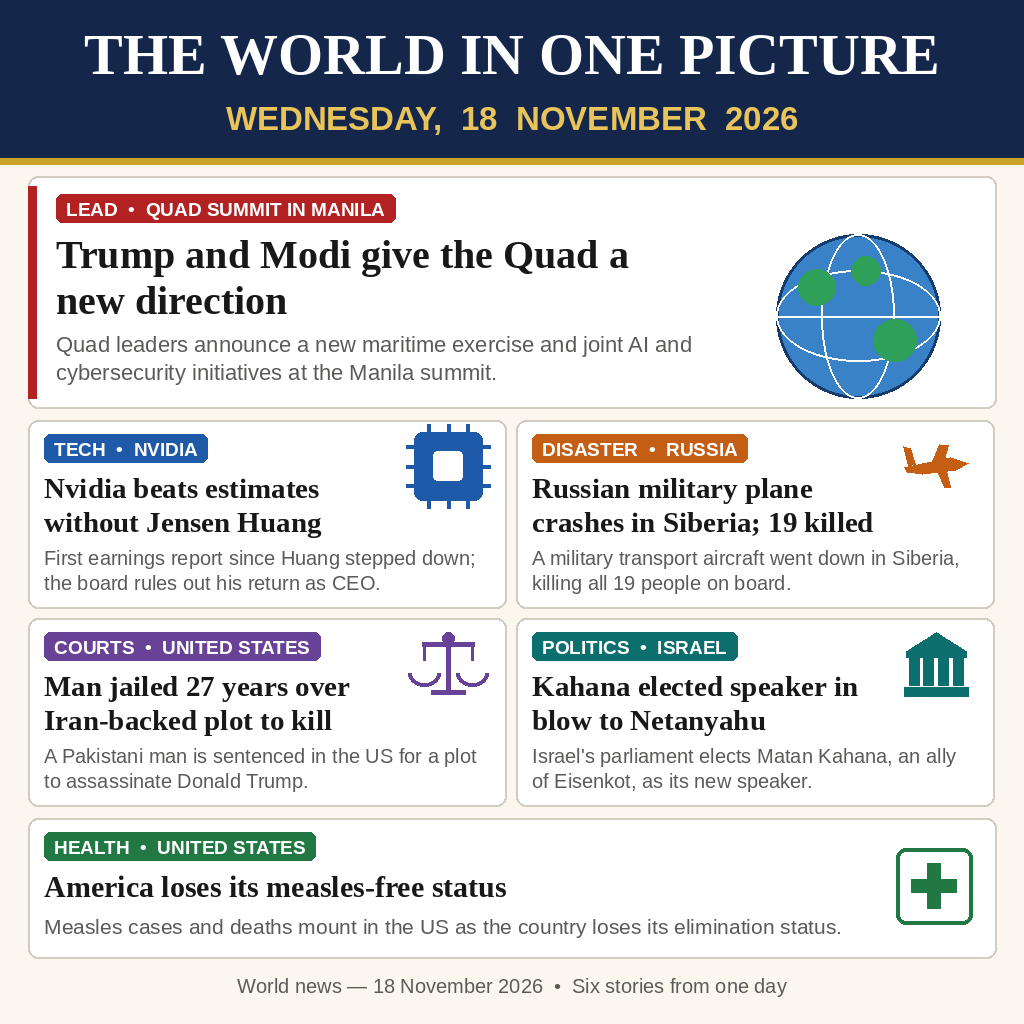 THE WORLD IN ONE PICTURE
WEDNESDAY, 18 NOVEMBER 2026
LEAD • QUAD SUMMIT IN MANILA
Trump and Modi give the Quad a
new direction
Quad leaders announce a new maritime exercise and joint AI and
cybersecurity initiatives at the Manila summit.
TECH • NVIDIA
Nvidia beats estimates
without Jensen Huang
First earnings report since Huang stepped down;
the board rules out his return as CEO.
DISASTER • RUSSIA
Russian military plane
crashes in Siberia; 19 killed
A military transport aircraft went down in Siberia,
killing all 19 people on board.
COURTS • UNITED STATES
Man jailed 27 years over
Iran-backed plot to kill
A Pakistani man is sentenced in the US for a plot
to assassinate Donald Trump.
POLITICS • ISRAEL
Kahana elected speaker in
blow to Netanyahu
Israel's parliament elects Matan Kahana, an ally
of Eisenkot, as its new speaker.
HEALTH • UNITED STATES
America loses its measles-free status
Measles cases and deaths mount in the US as the country loses its elimination status.
World news — 18 November 2026 • Six stories from one day